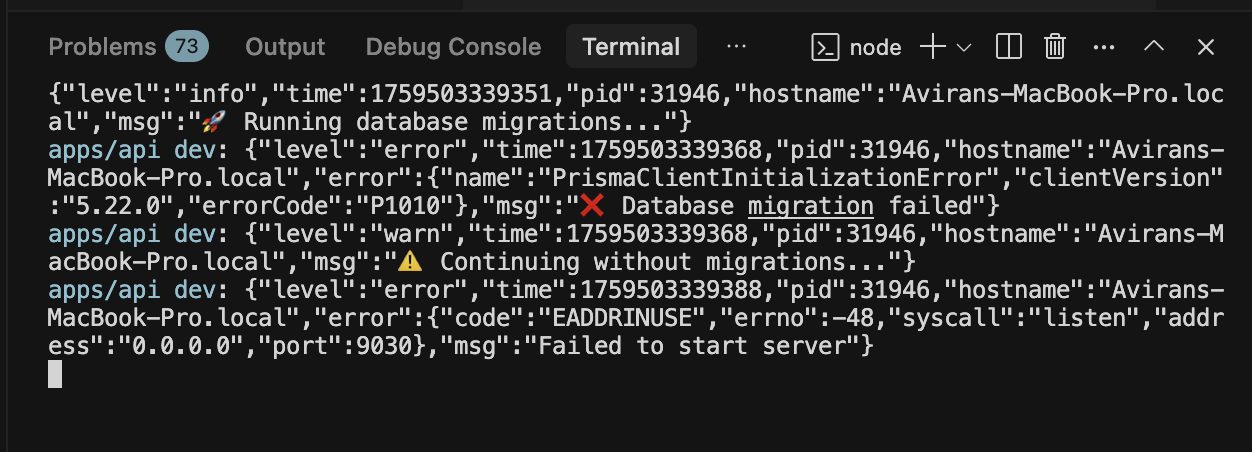 Problems 73 Output Debug Console Terminal ··· node
{"level":"info","time":1759503339351,"pid":31946,"hostname":"Avirans-MacBook-Pro.loc
al","msg":"🚀 Running database migrations..."}
apps/api dev: {"level":"error","time":1759503339368,"pid":31946,"hostname":"Avirans-
MacBook-Pro.local","error":{"name":"PrismaClientInitializationError","clientVersion"
:"5.22.0","errorCode":"P1010"},"msg":"❌ Database migration failed"}
apps/api dev: {"level":"warn","time":1759503339368,"pid":31946,"hostname":"Avirans-M
acBook-Pro.local","msg":"⚠️ Continuing without migrations..."}
apps/api dev: {"level":"error","time":1759503339388,"pid":31946,"hostname":"Avirans-
MacBook-Pro.local","error":{"code":"EADDRINUSE","errno":-48,"syscall":"listen","addr
ess":"0.0.0.0","port":9030},"msg":"Failed to start server"}